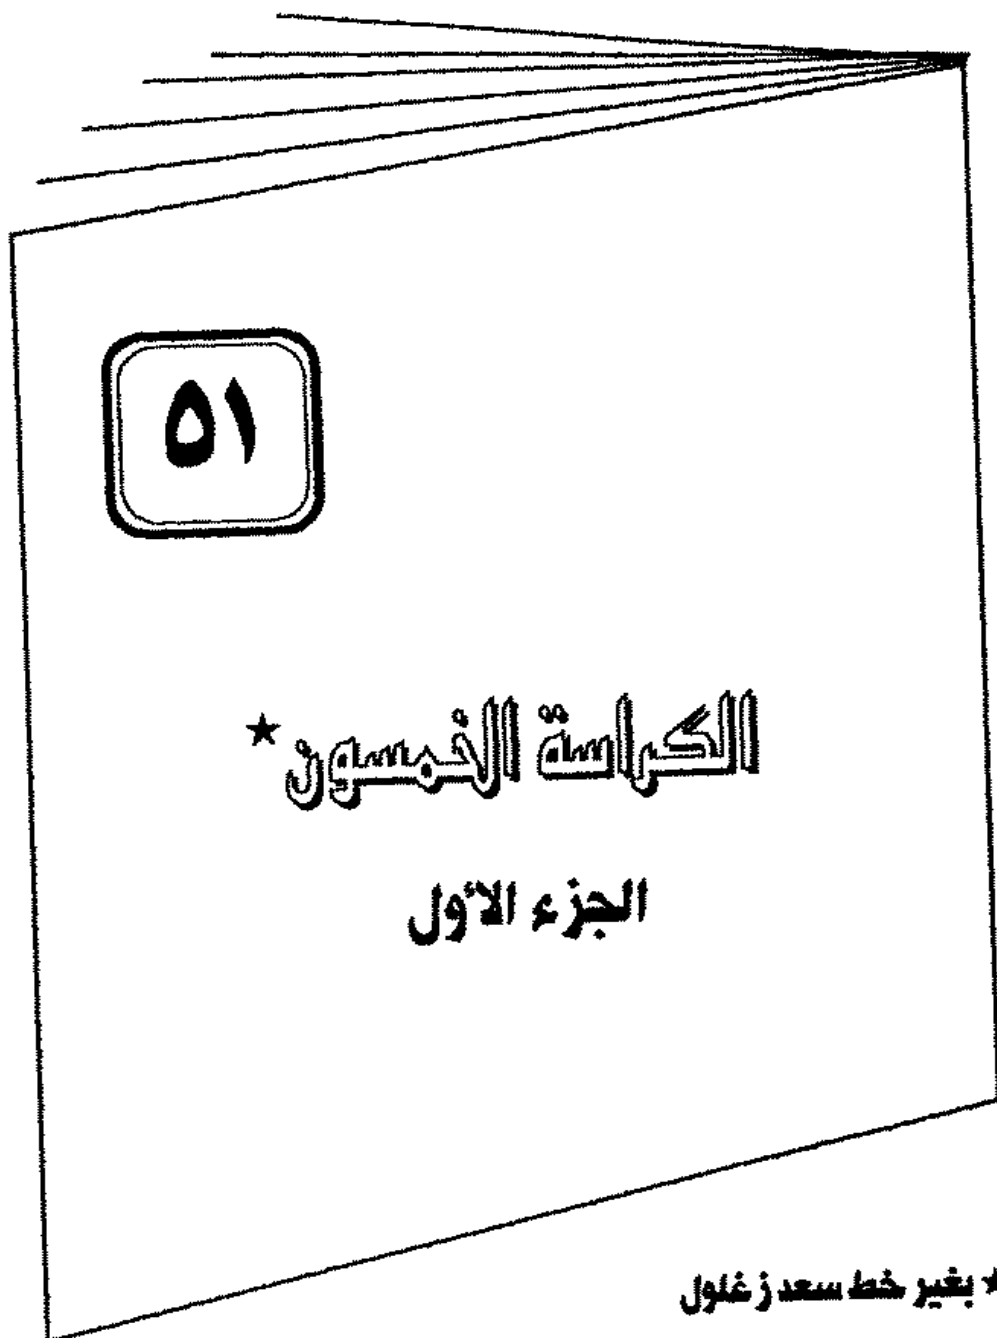 ٥١
الكراسة الخمسون*
الجزء الأول
* بغير خط سعد زغلول